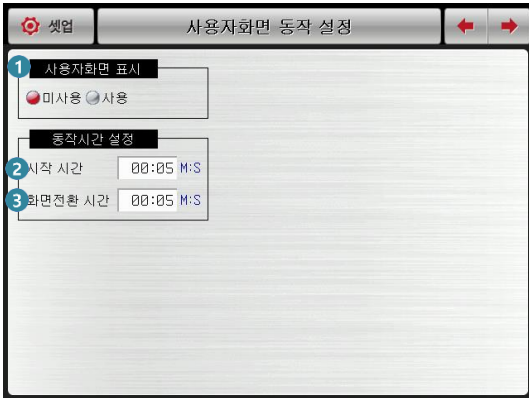 셋업 사용자화면 동작 설정
1 사용자화면 표시
미사용 사용
동작시간 설정
2 시작 시간 00:05 M:S
3 화면전환 시간 00:05 M:S